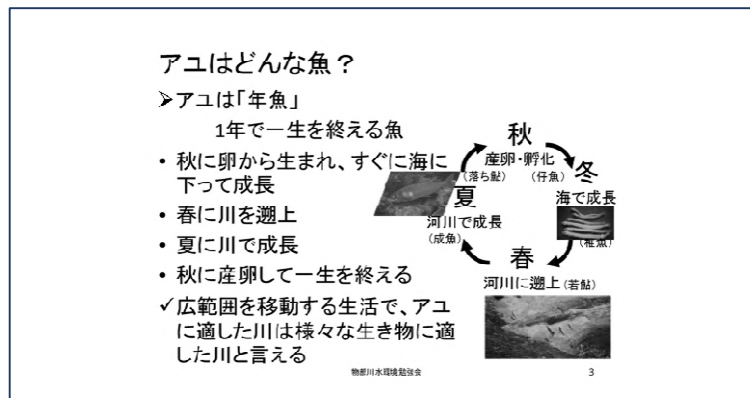 アユはどんな魚？
➢アユは「年魚」
1年で一生を終える魚
• 秋に卵から生まれ、すぐに海に
下って成長
• 春に川を遡上
• 夏に川で成長
• 秋に産卵して一生を終える
✓広範囲を移動する生活で、アユ
に適した川は様々な生き物に適
した川と言える
秋
産卵・孵化
（落ち鮎） （仔魚）
冬
海で成長
（稚魚）
春
河川に遡上（若鮎）
夏
河川で成長
（成魚）
物部川水環境勉強会
3